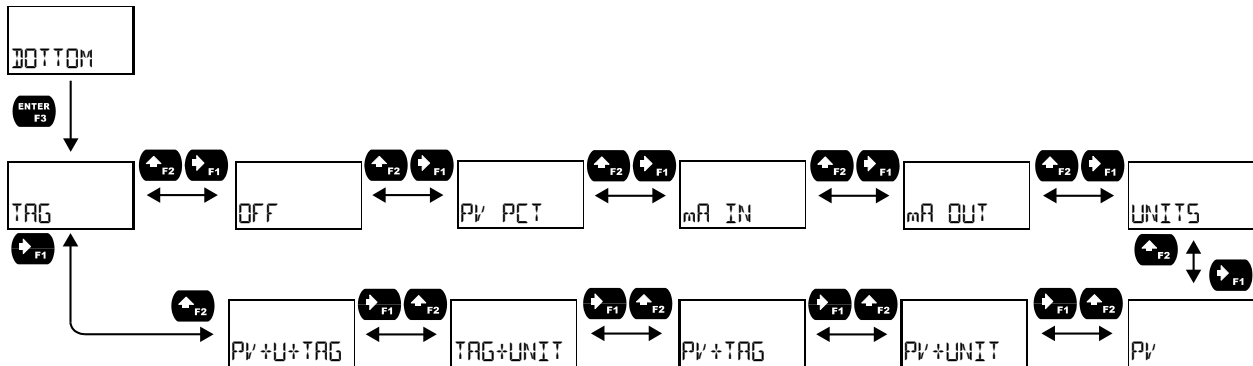 BOTTOM
ENTER
F3
F2 F1 F2 F1 F2 F1 F2 F1 F2 F1
TAG OFF PV PCT mA IN mA OUT UNITS
F1 F2
F1
F2 F1 F2 F1 F2 F1 F2 F1 F2
PV+U+TAG TAG+UNIT PV+TAG PV+UNIT PV